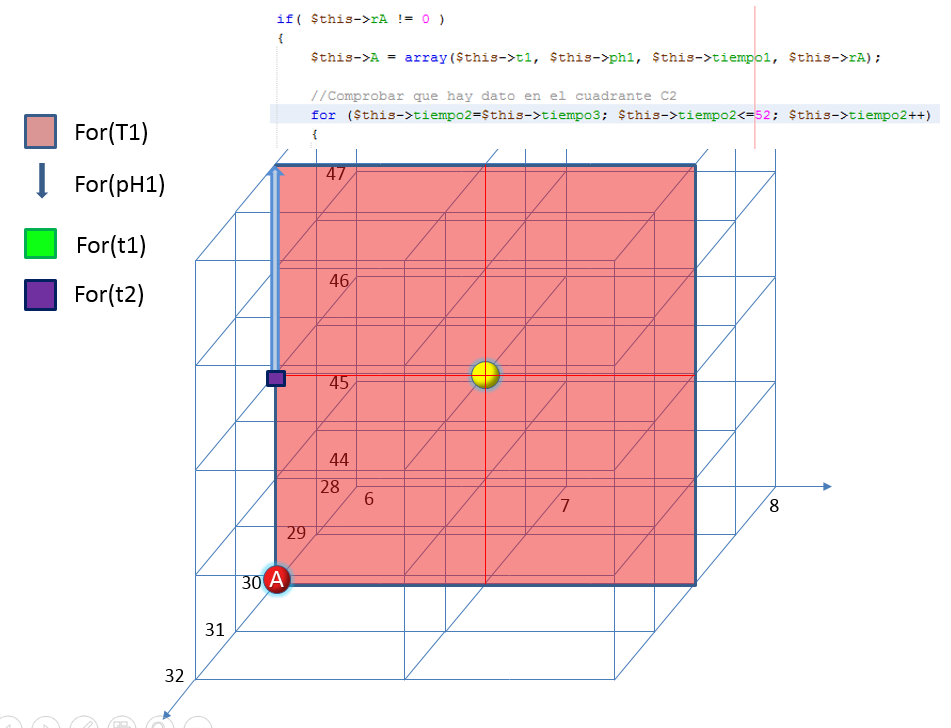 if( $this->rA != 0 )
{
$this->A = array($this->t1, $this->ph1, $this->tiempo1, $this->rA);
//Comprobar que hay dato en el cuadrante C2
for ($this->tiempo2=$this->tiempo3; $this->tiempo2<=52; $this->tiempo2++)
{
For(T1)
For(pH1)
For(t1)
For(t2)
47
46
45
44
28
6
7
8
29
30
A
31
32